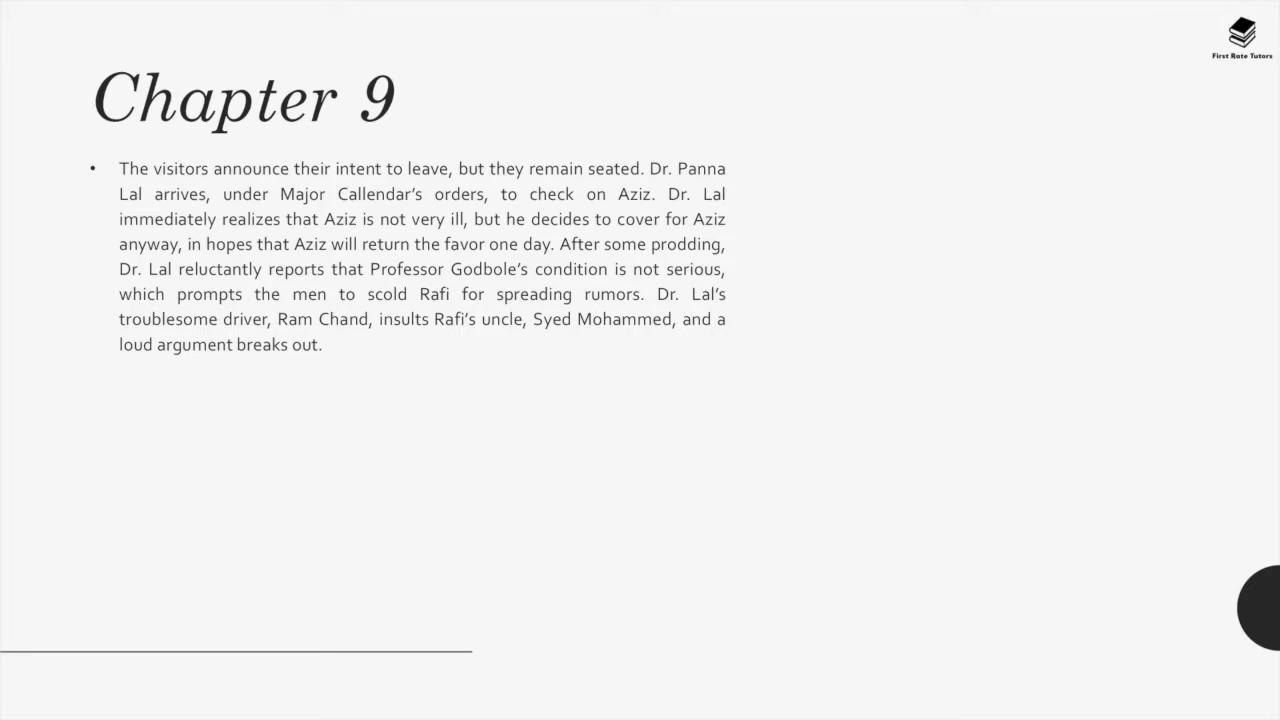 First Rate Tutors
Chapter 9
• The visitors announce their intent to leave, but they remain seated. Dr. Panna
Lal arrives, under Major Callendar’s orders, to check on Aziz. Dr. Lal
immediately realizes that Aziz is not very ill, but he decides to cover for Aziz
anyway, in hopes that Aziz will return the favor one day. After some prodding,
Dr. Lal reluctantly reports that Professor Godbole’s condition is not serious,
which prompts the men to scold Rafi for spreading rumors. Dr. Lal’s
troublesome driver, Ram Chand, insults Rafi’s uncle, Syed Mohammed, and a
loud argument breaks out.